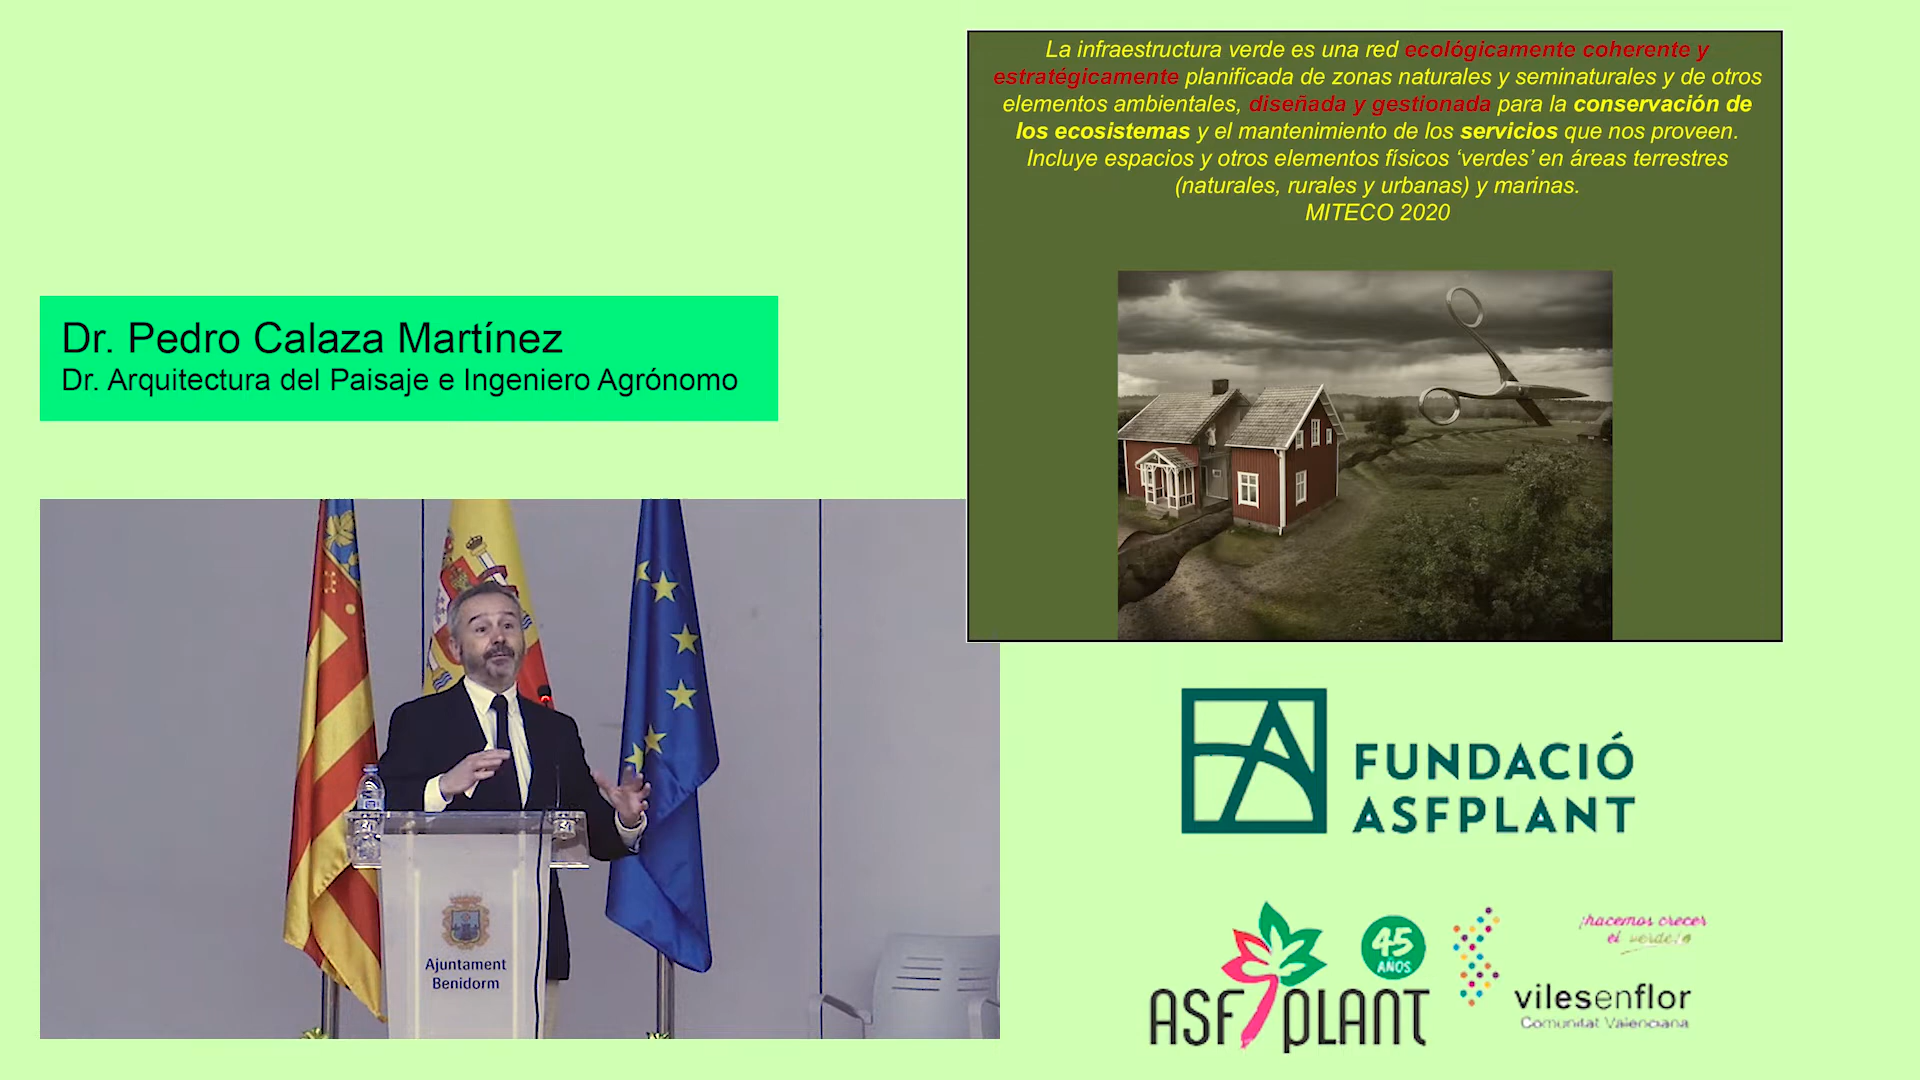 La infraestructura verde es una red ecológicamente coherente y
estratégicamente planificada de zonas naturales y seminaturales y de otros
elementos ambientales, diseñada y gestionada para la conservación de
los ecosistemas y el mantenimiento de los servicios que nos proveen.
Incluye espacios y otros elementos físicos ‘verdes’ en áreas terrestres
(naturales, rurales y urbanas) y marinas.
MITECO 2020
Dr. Pedro Calaza Martínez
Dr. Arquitectura del Paisaje e Ingeniero Agrónomo
Ajuntament
Benidorm
FUNDACIÓ
ASFPLANT
ASFPLANT
45
AÑOS
¡hacemos crecer
el verde!
vilesenflor
Comunitat Valenciana